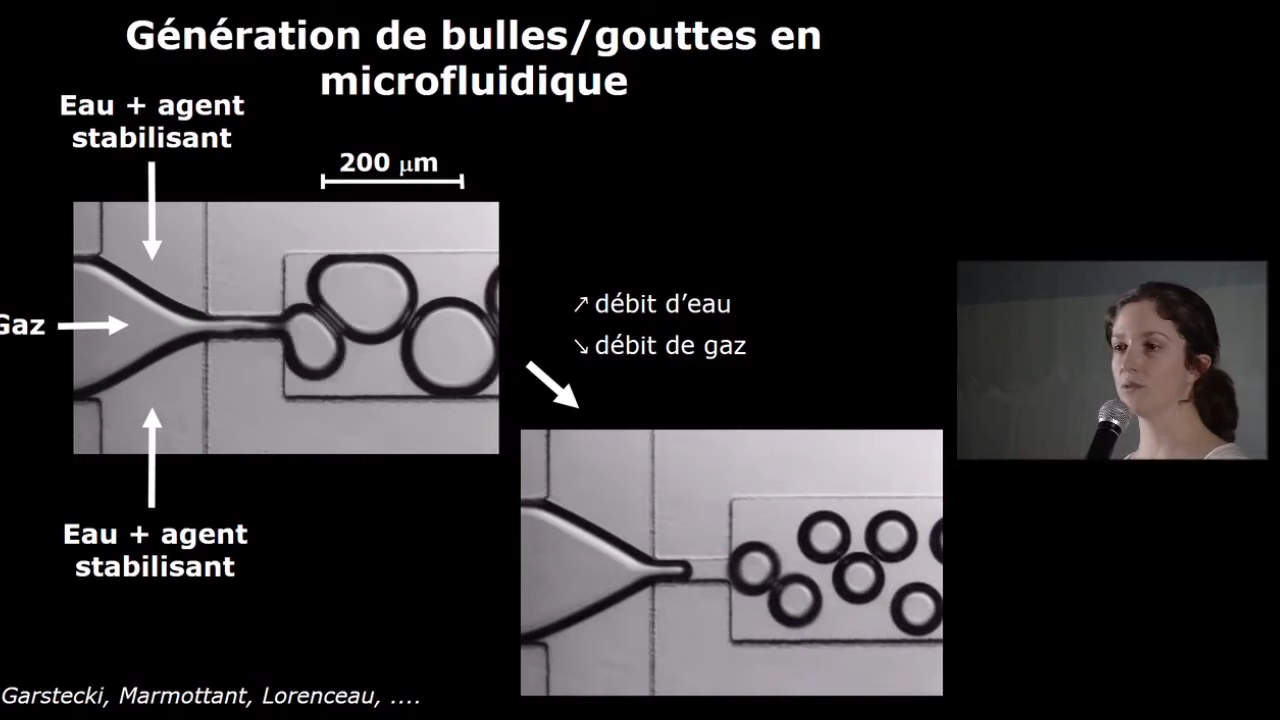 Génération de bulles/gouttes en
microfluidique
Eau + agent
stabilisant
200 μm
Gaz
↗ débit d’eau
↘ débit de gaz
Eau + agent
stabilisant
Garstecki, Marmottant, Lorenceau, ....